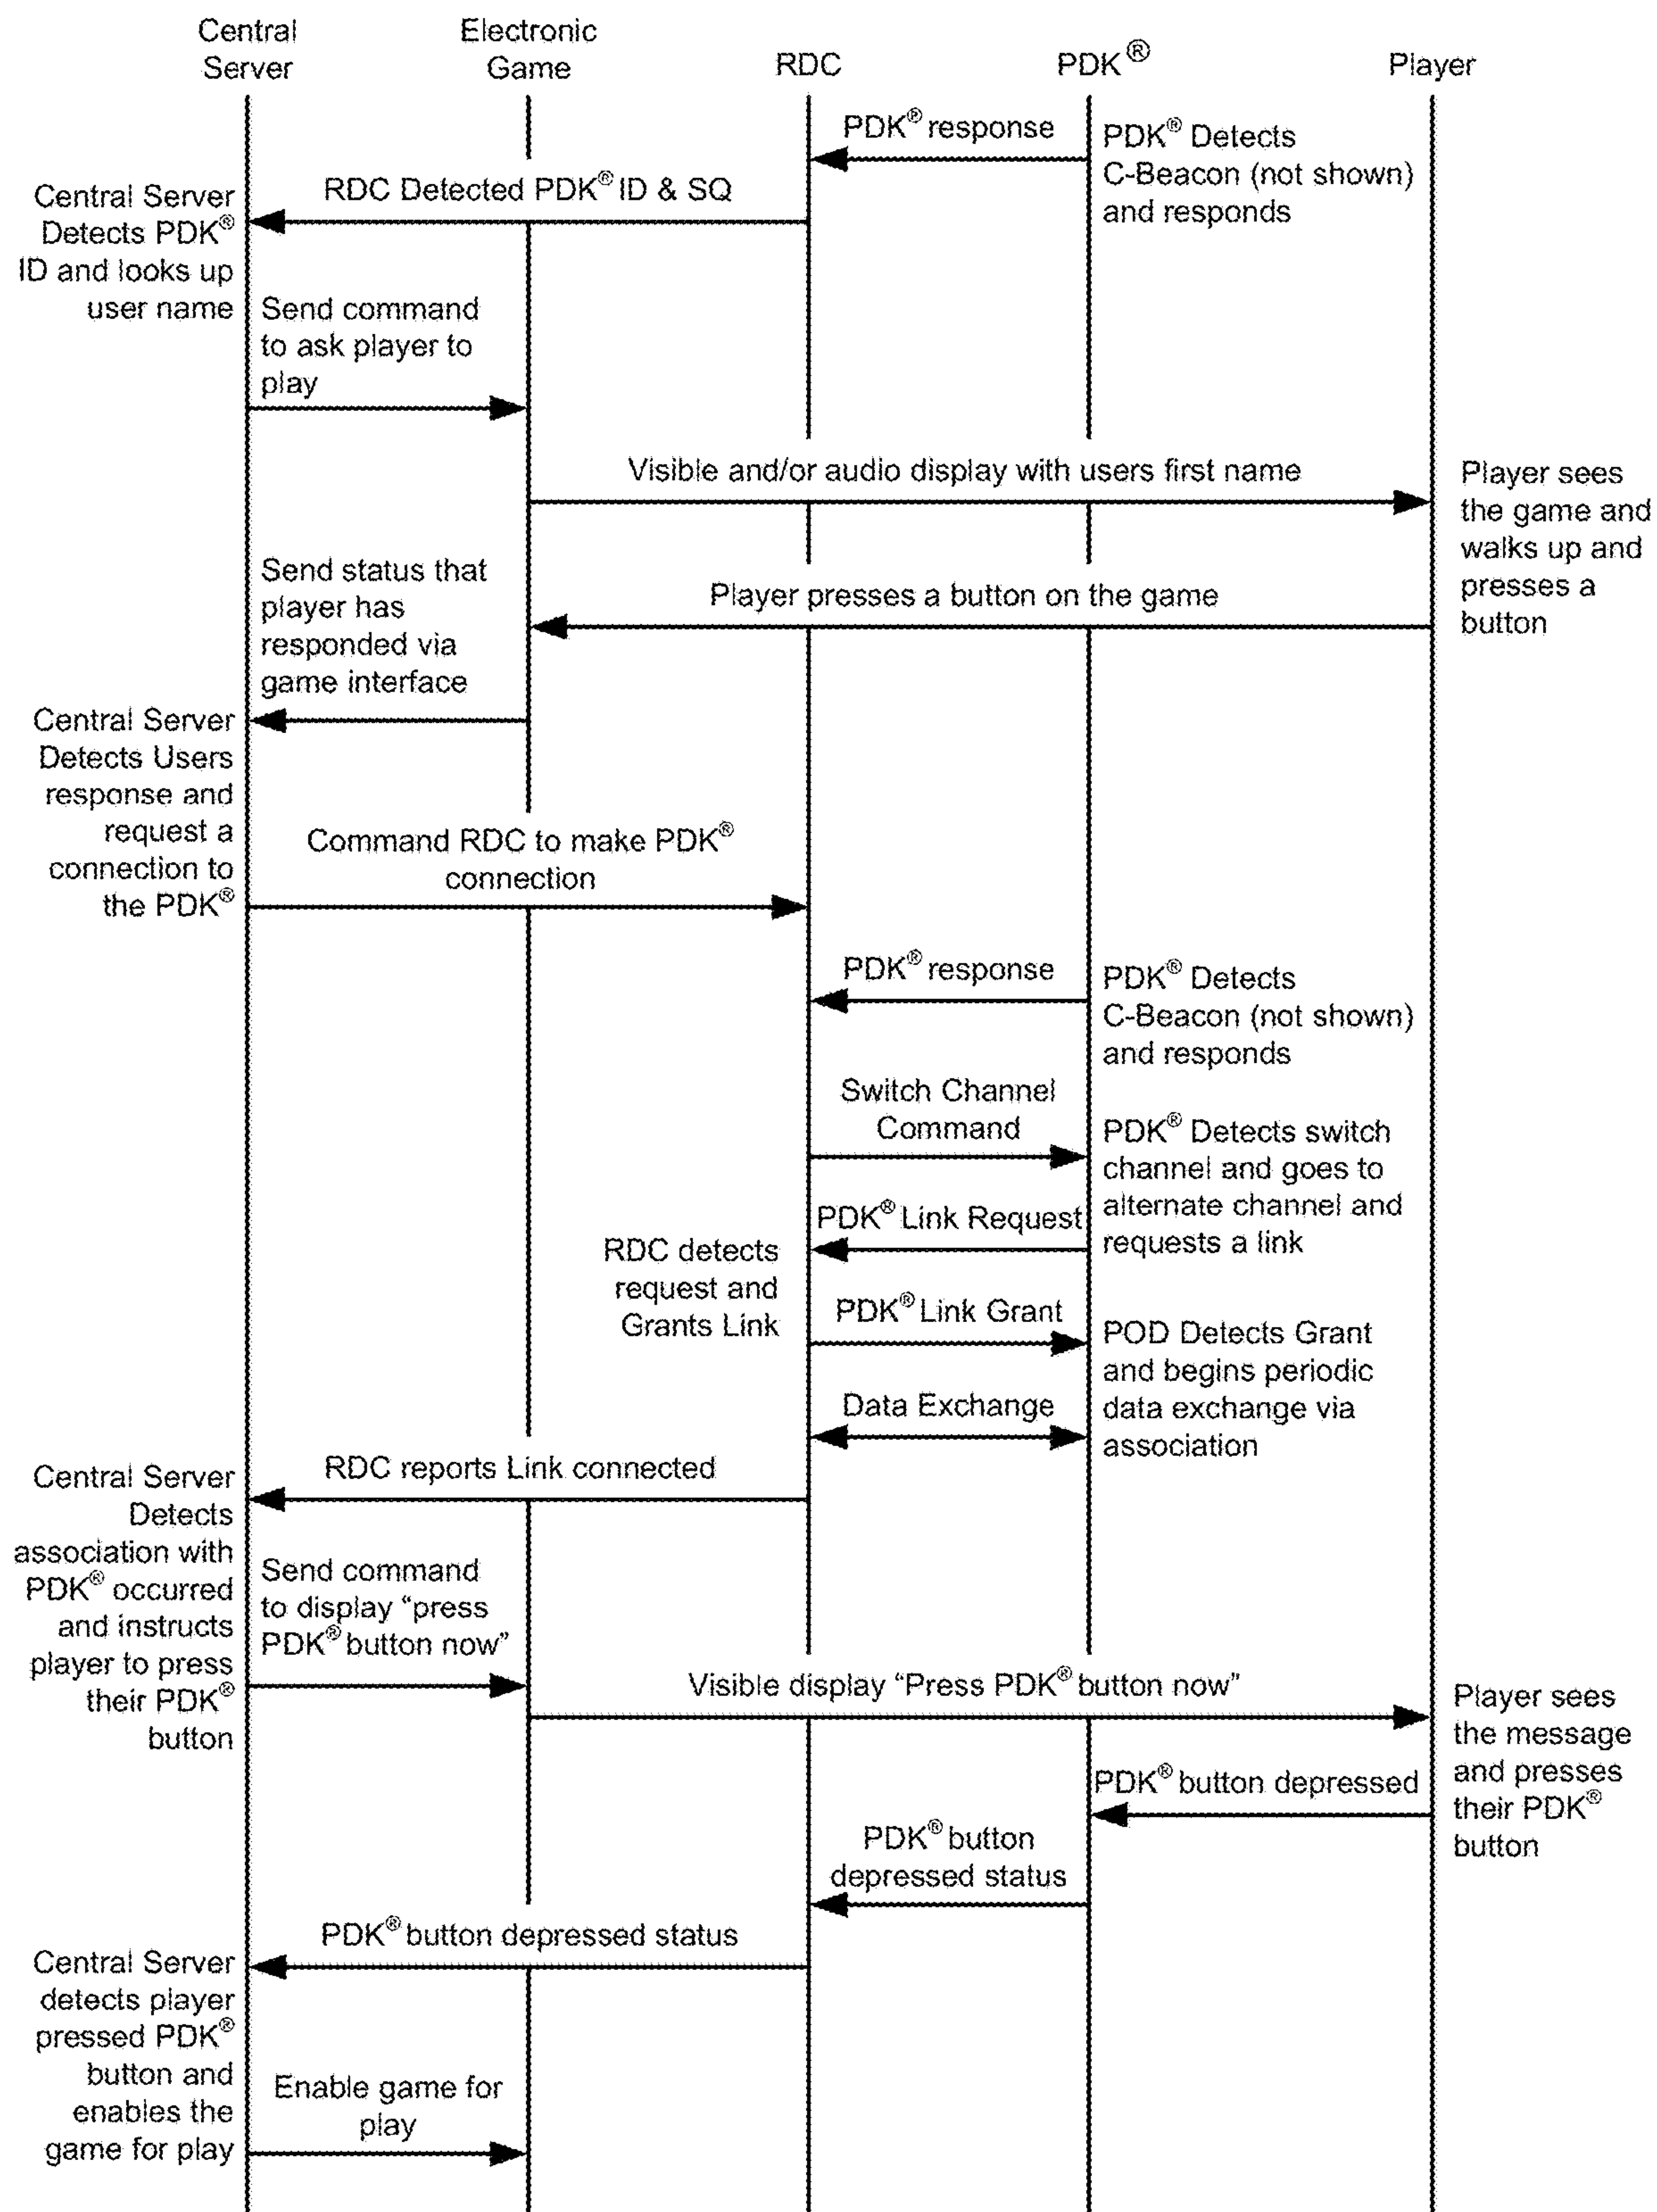 Central
Server
Electronic
Game
RDC
PDK®
Player
PDK® response
PDK® Detects
C-Beacon (not shown)
and responds
RDC Detected PDK® ID & SQ
Central Server
Detects PDK®
ID and looks up
user name
Send command
to ask player to
play
Visible and/or audio display with users first name
Player sees
the game and
walks up and
presses a
button
Send status that
player has
responded via
game interface
Player presses a button on the game
Central Server
Detects Users
response and
request a
connection to
the PDK®
Command RDC to make PDK®
connection
PDK® response
PDK® Detects
C-Beacon (not shown)
and responds
Switch Channel
Command
PDK® Detects switch
channel and goes to
alternate channel and
requests a link
PDK® Link Request
RDC detects
request and
Grants Link
PDK® Link Grant
POD Detects Grant
and begins periodic
data exchange via
association
Data Exchange
RDC reports Link connected
Central Server
Detects
association with
PDK® occurred
and instructs
player to press
their PDK®
button
Send command
to display “press
PDK® button now”
Visible display “Press PDK® button now”
Player sees
the message
and presses
their PDK®
button
PDK® button depressed
PDK® button
depressed status
PDK® button depressed status
Central Server
detects player
pressed PDK®
button and
enables the
game for play
Enable game for
play